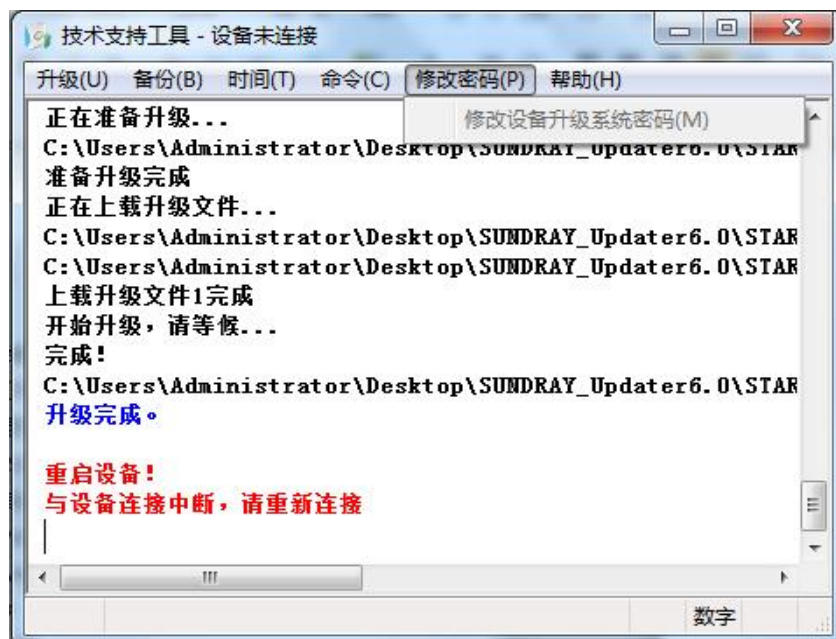 技术支持工具 - 设备未连接
升级(U) 备份(B) 时间(T) 命令(C) 修改密码(P) 帮助(H)
修改设备升级系统密码(M)
正在准备升级...
C:\Users\Administrator\Desktop\SUNDRAY_Updater6.0\STAR
准备升级完成
正在上载升级文件...
C:\Users\Administrator\Desktop\SUNDRAY_Updater6.0\STAR
C:\Users\Administrator\Desktop\SUNDRAY_Updater6.0\STAR
上载升级文件1完成
开始升级，请等候...
完成！
C:\Users\Administrator\Desktop\SUNDRAY_Updater6.0\STAR
升级完成。
重启设备！
与设备连接中断，请重新连接
数字